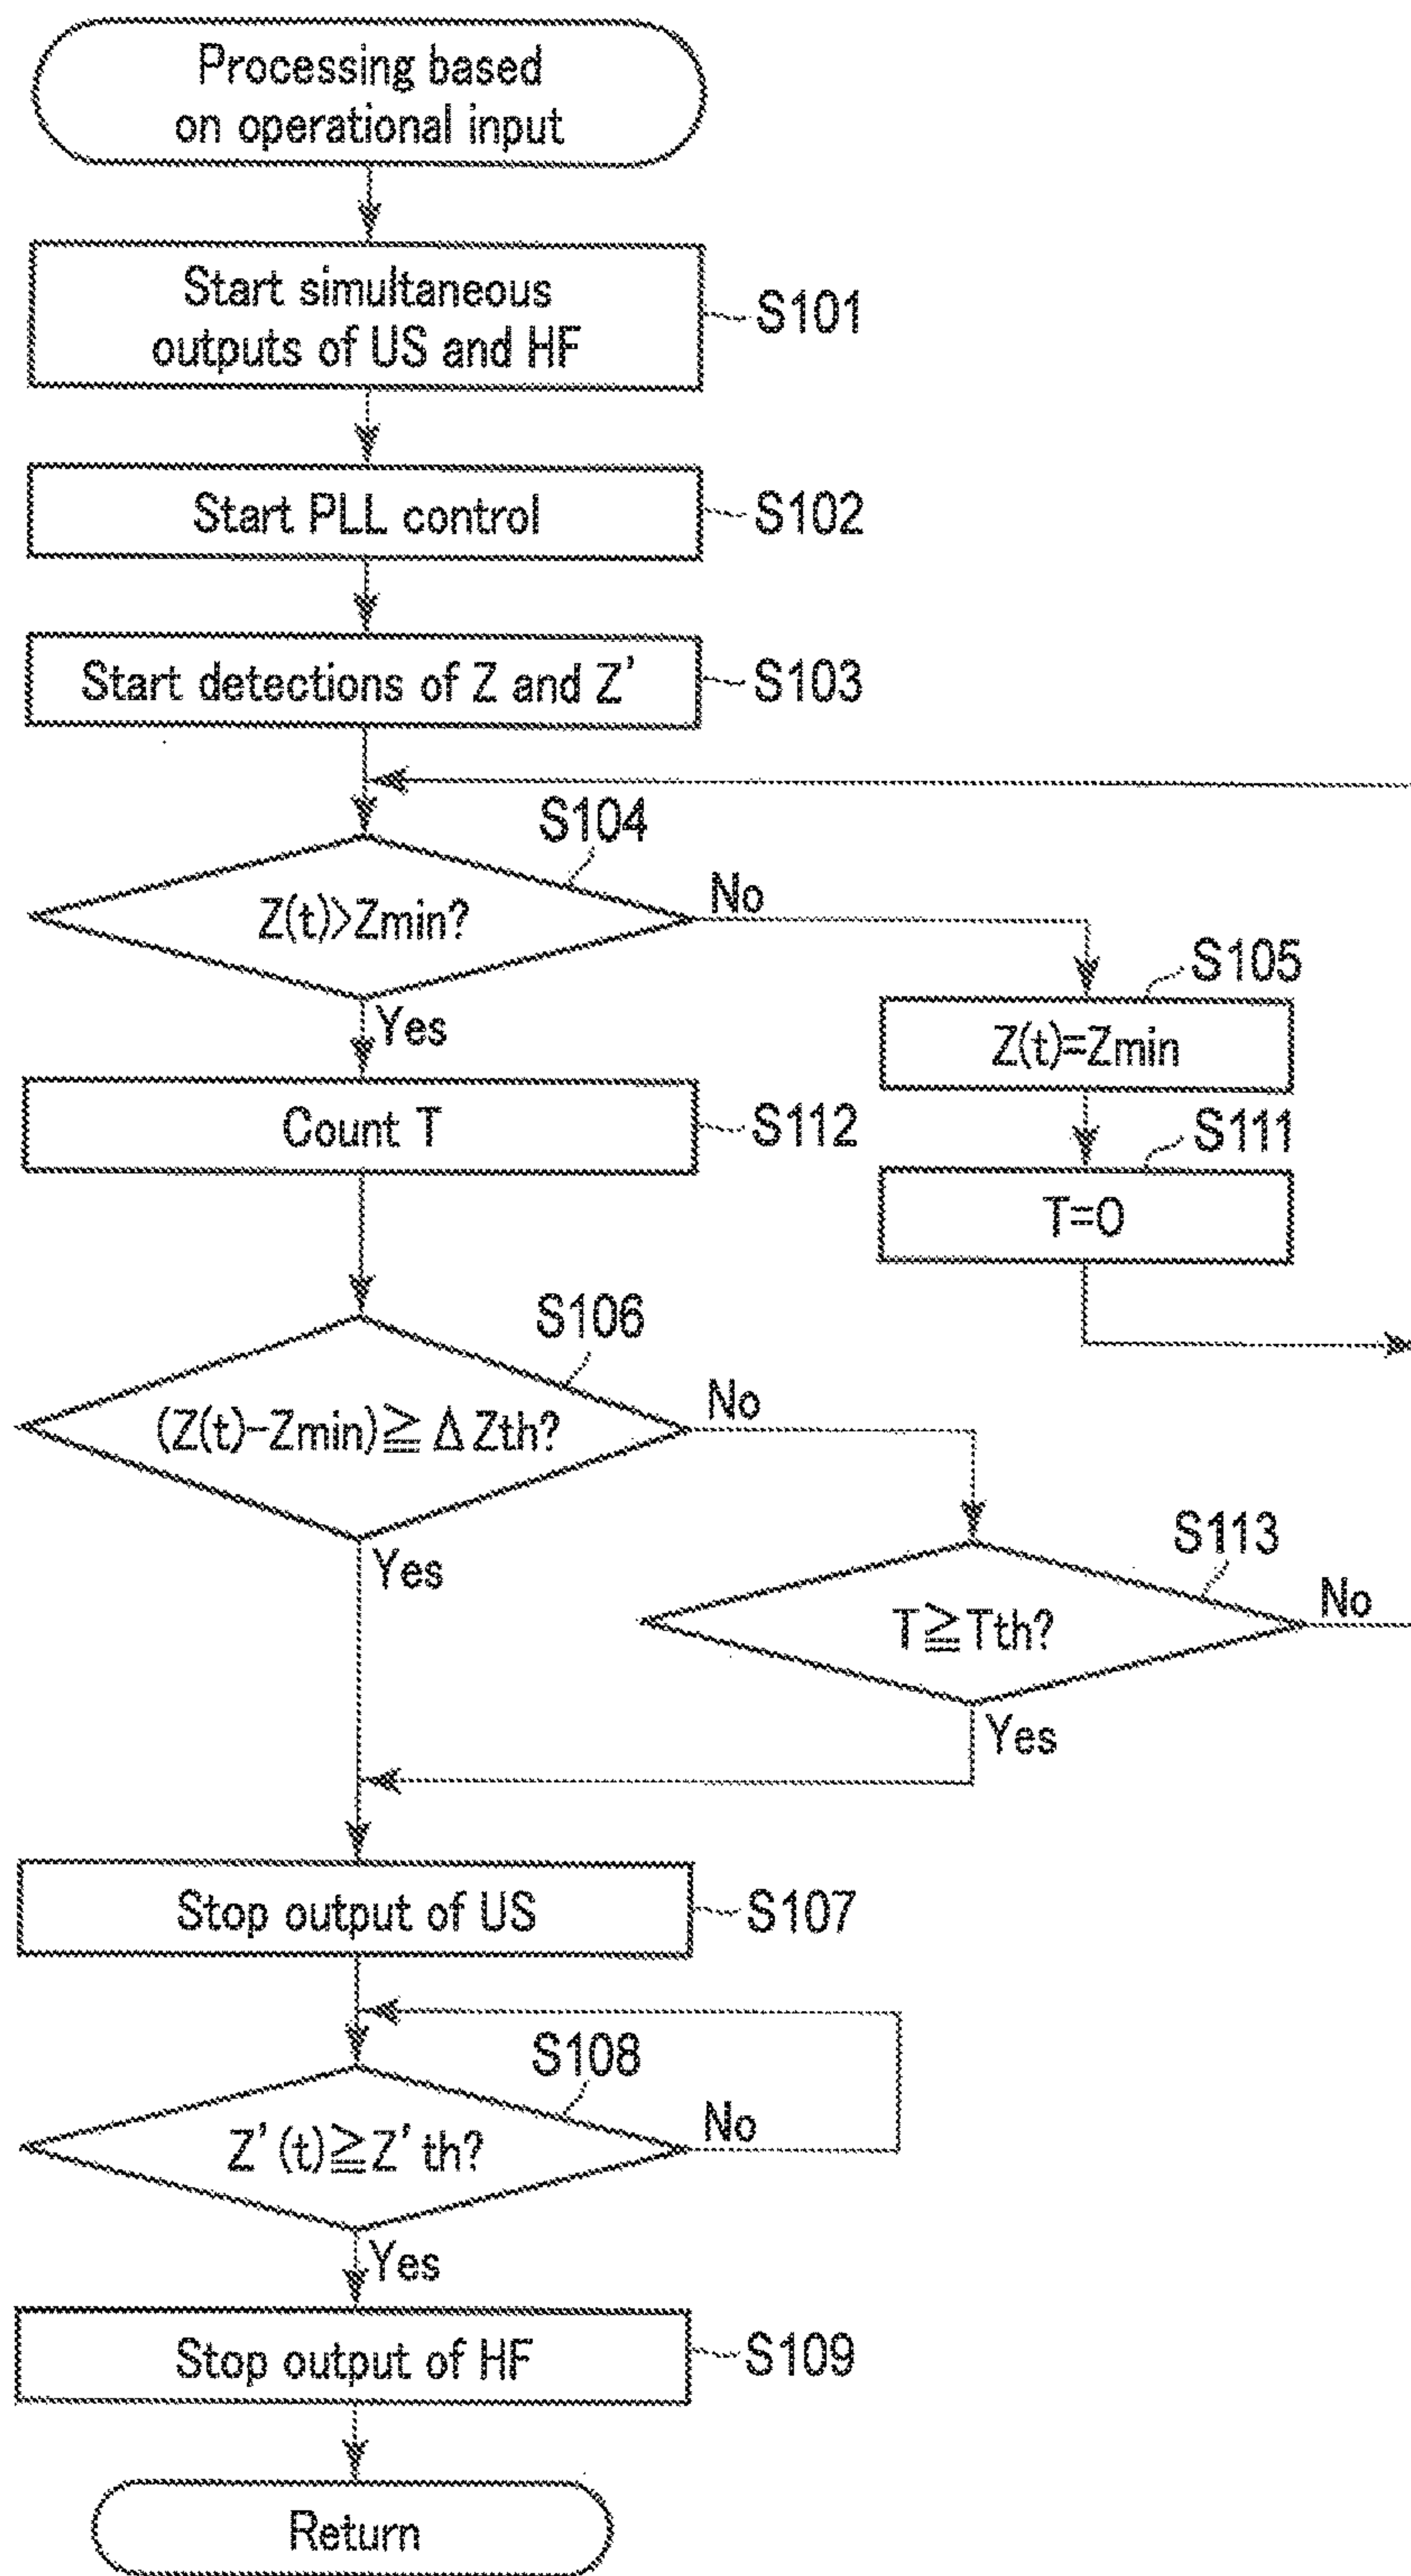 Processing based
on operational input
Start simultaneous
outputs of US and HF
S101
Start PLL control
S102
Start detections of Z and Z'
S103
S104
Z(t)>Zmin?
No
Yes
S105
Z(t)=Zmin
S111
T=0
Count T
S112
S106
(Z(t)-Zmin)≧ΔZth?
No
Yes
S113
T≧Tth?
No
Yes
Stop output of US
S107
S108
Z'(t)≧Z'th?
No
Yes
Stop output of HF
S109
Return